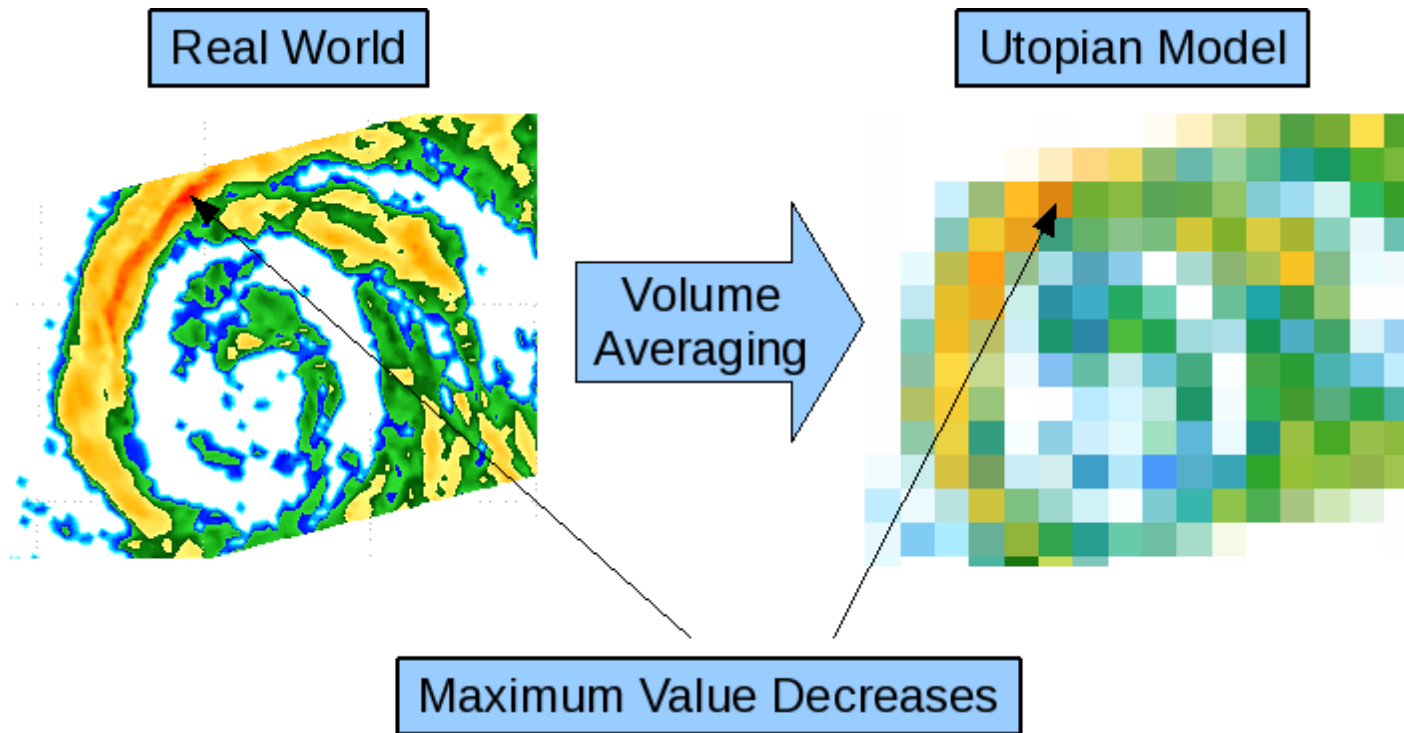 Real World
Utopian Model
Volume
Averaging
Maximum Value Decreases